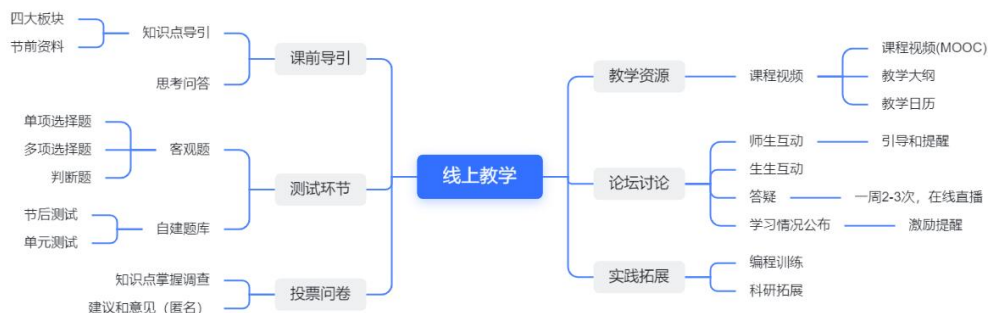 线上教学
课前导引
知识点导引
四大板块
节前资料
思考问答
测试环节
客观题
单项选择题
多项选择题
判断题
自建题库
节后测试
单元测试
投票问卷
知识点掌握调查
建议和意见（匿名）
教学资源
课程视频
课程视频(MOOC)
教学大纲
教学日历
论坛讨论
师生互动
引导和提醒
生生互动
答疑
一周2-3次，在线直播
学习情况公布
激励提醒
实践拓展
编程训练
科研拓展